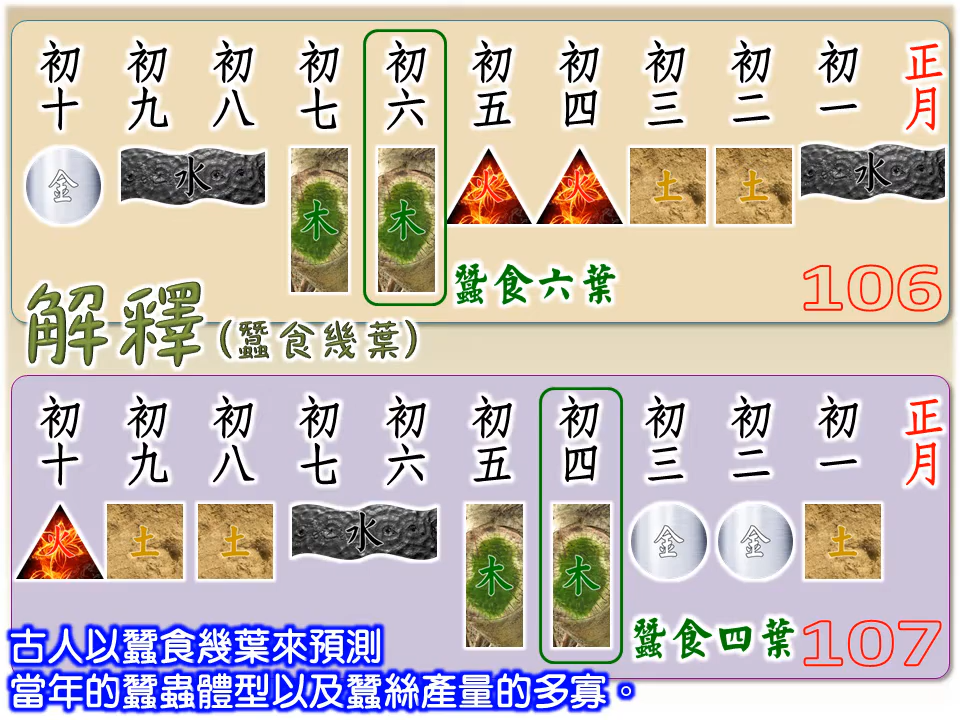 正月 初一 初二 初三 初四 初五 初六 初七 初八 初九 初十
水 土 土 火 火 木 木 水 金
蠶食六葉
106
解釋(蠶食幾葉)
正月 初一 初二 初三 初四 初五 初六 初七 初八 初九 初十
土 金 金 木 木 水 土 土 火
蠶食四葉
107
古人以蠶食幾葉來預測
當年的蠶蟲體型以及蠶絲產量的多寡。